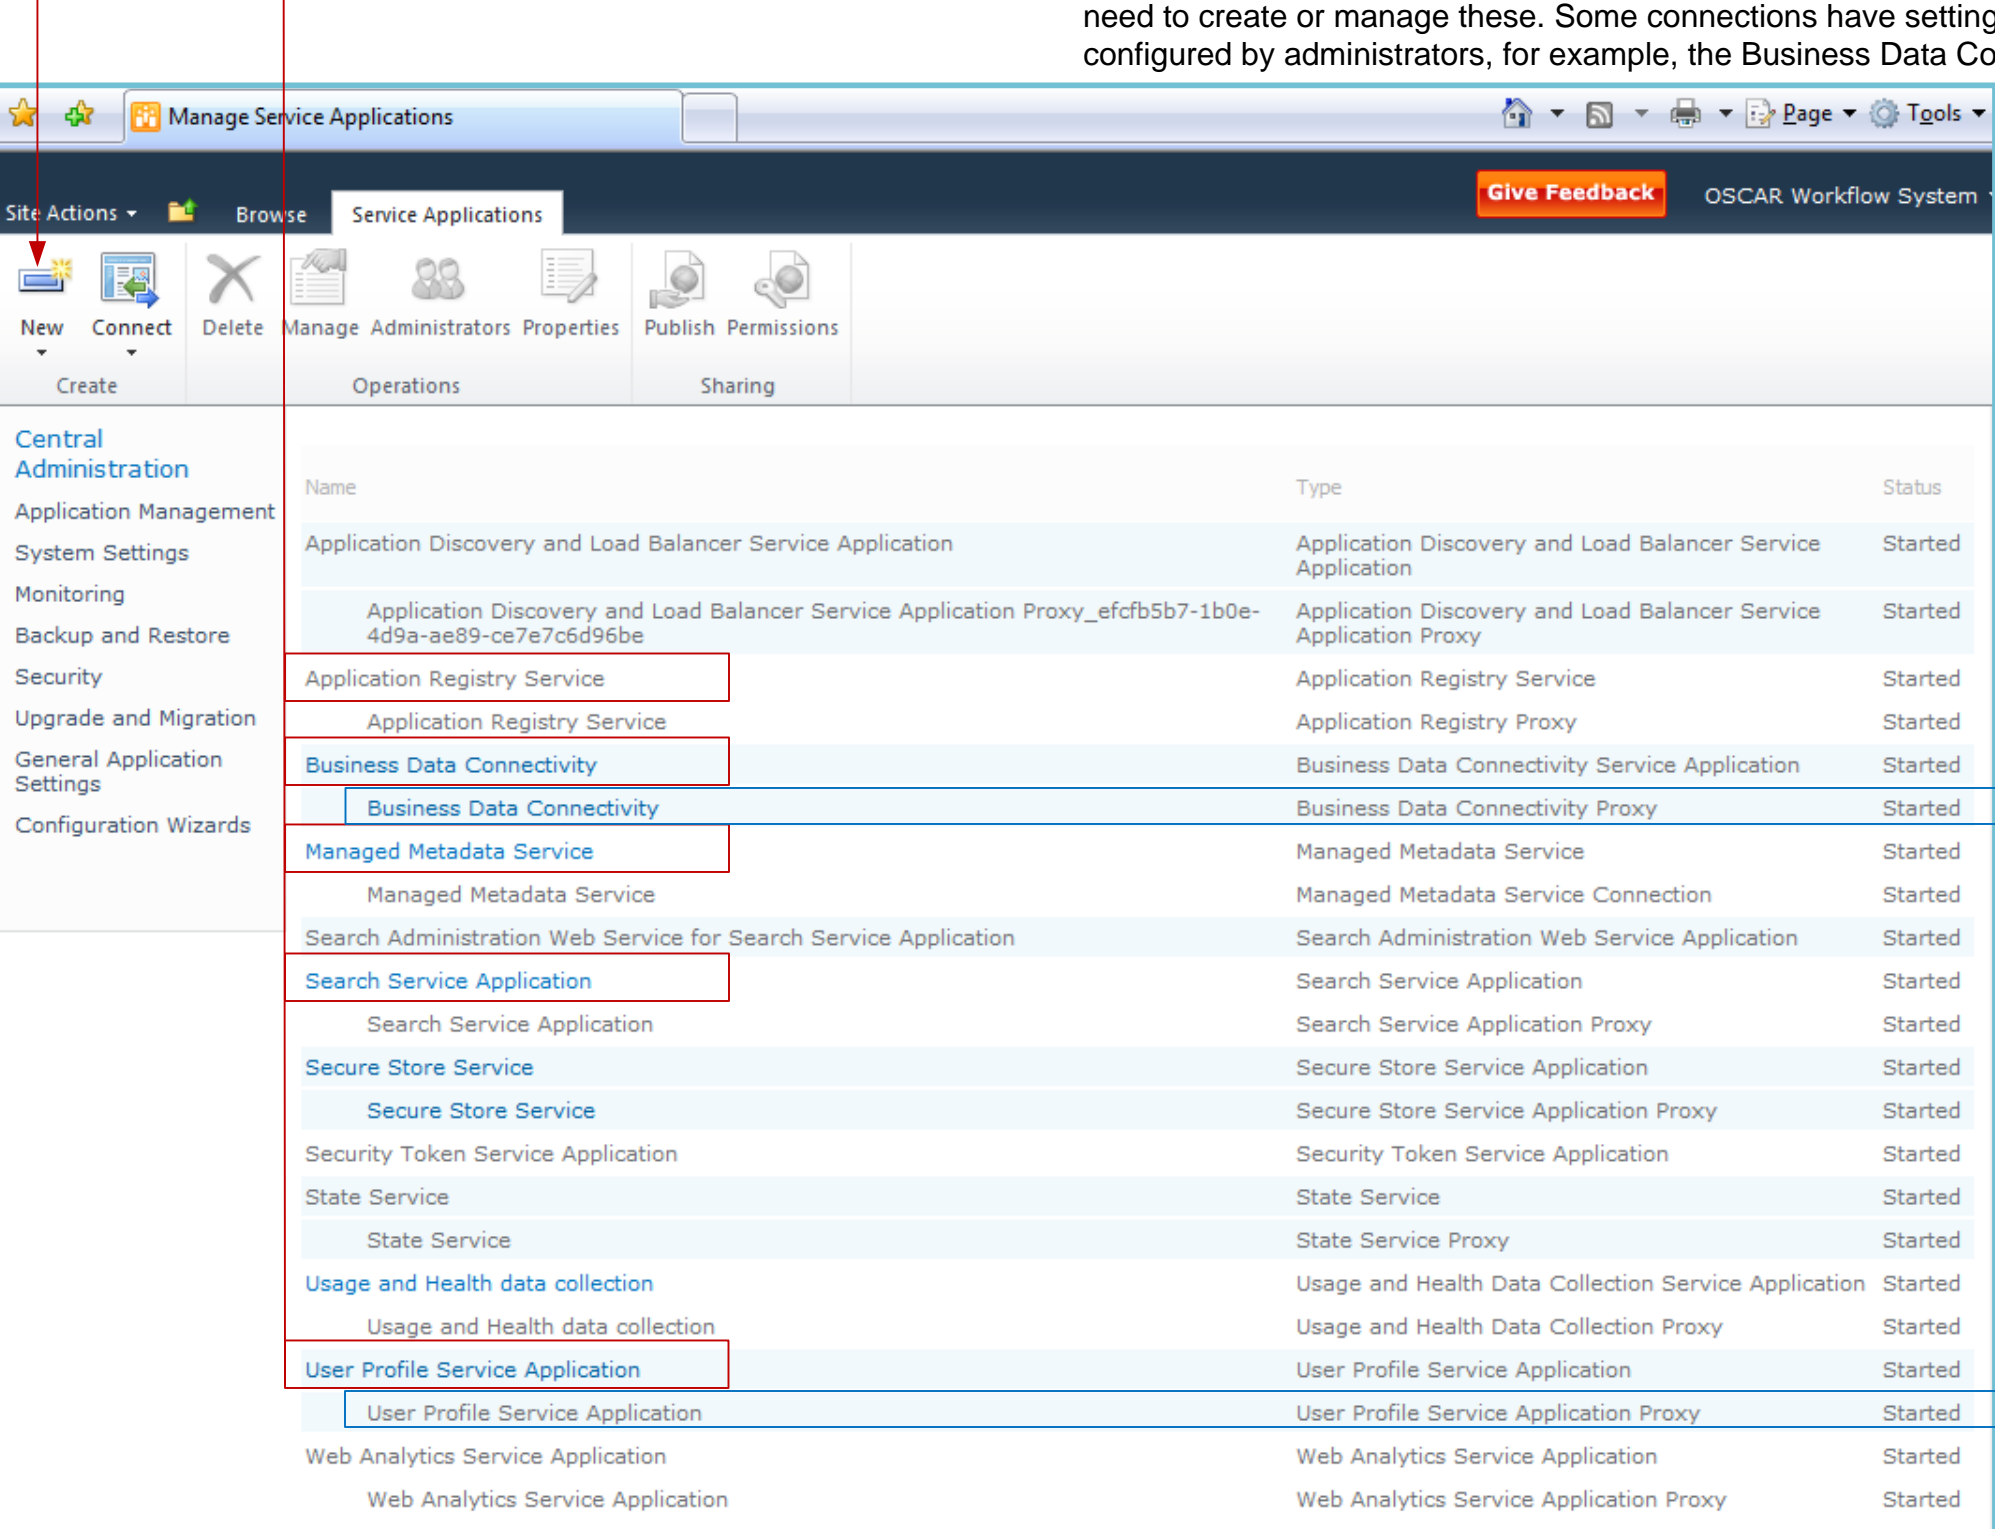 need to create or manage these. Some connections have setting
configured by administrators, for example, the Business Data Co
Manage Service Applications
Page
Tools
Give Feedback
OSCAR Workflow System
Site Actions
Browse
Service Applications
New
Connect
Delete
Manage
Administrators
Properties
Publish
Permissions
Create
Operations
Sharing
Central
Administration
Application Management
System Settings
Monitoring
Backup and Restore
Security
Upgrade and Migration
General Application
Settings
Configuration Wizards
Name Type Status
Application Discovery and Load Balancer Service Application Application Discovery and Load Balancer Service Started
Application
Application Discovery and Load Balancer Service Application Proxy_efcfb5b7-1b0e- Application Discovery and Load Balancer Service Started
4d9a-ae89-ce7e7c6d96be Application Proxy
Application Registry Service Application Registry Service Started
Application Registry Service Application Registry Proxy Started
Business Data Connectivity Business Data Connectivity Service Application Started
Business Data Connectivity Business Data Connectivity Proxy Started
Managed Metadata Service Managed Metadata Service Started
Managed Metadata Service Managed Metadata Service Connection Started
Search Administration Web Service for Search Service Application Search Administration Web Service Application Started
Search Service Application Search Service Application Started
Search Service Application Search Service Application Proxy Started
Secure Store Service Secure Store Service Application Started
Secure Store Service Secure Store Service Application Proxy Started
Security Token Service Application Security Token Service Application Started
State Service State Service Started
State Service State Service Proxy Started
Usage and Health data collection Usage and Health Data Collection Service Application Started
Usage and Health data collection Usage and Health Data Collection Proxy Started
User Profile Service Application User Profile Service Application Started
User Profile Service Application User Profile Service Application Proxy Started
Web Analytics Service Application Web Analytics Service Application Started
Web Analytics Service Application Web Analytics Service Application Proxy Started